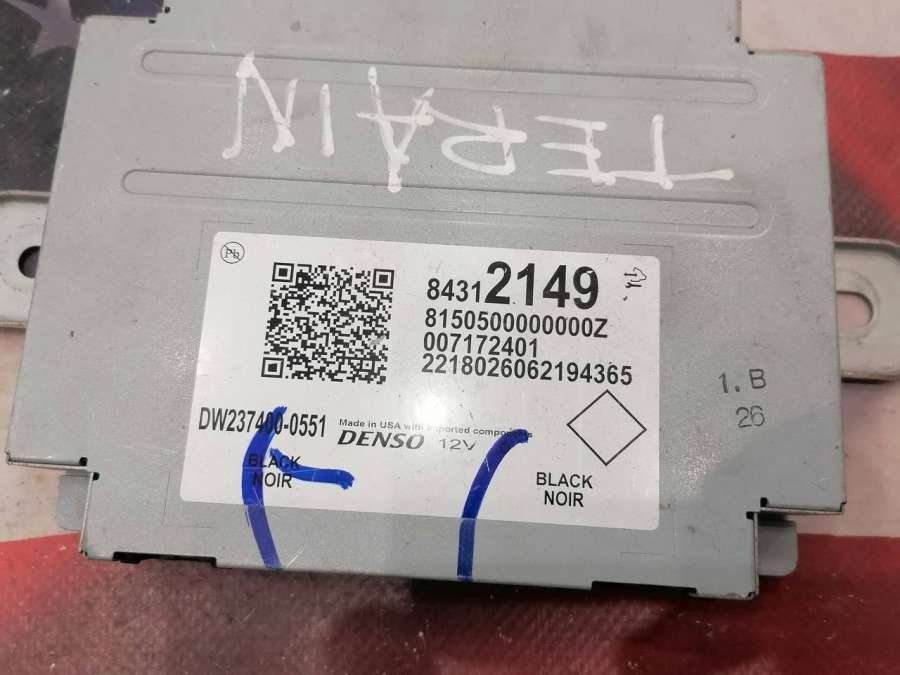 TERAIN
Pb
84312149
8150500000000Z
007172401
2218026062194365
1.B
26
DW237400-0551
Made in USA with imported components
DENSO 12V
BLACK
NOIR
BLACK
NOIR